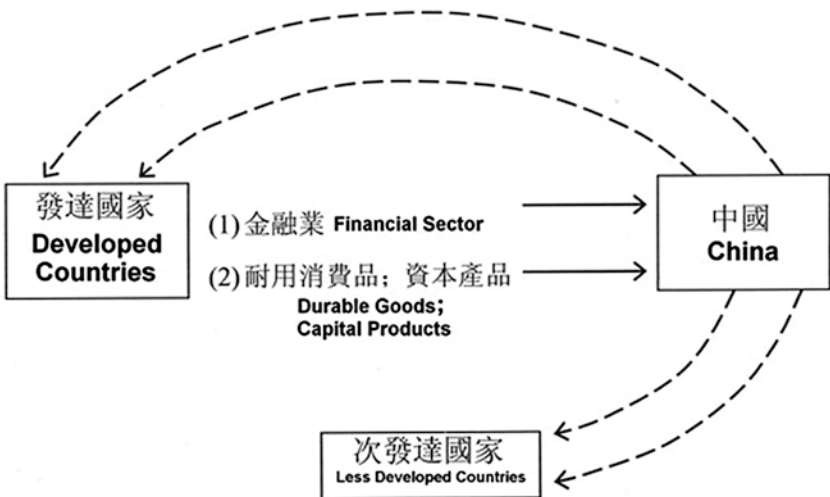 發達國家
Developed
Countries
(1) 金融業 Financial Sector
(2) 耐用消費品; 資本產品
Durable Goods;
Capital Products
中國
China
次發達國家
Less Developed Countries